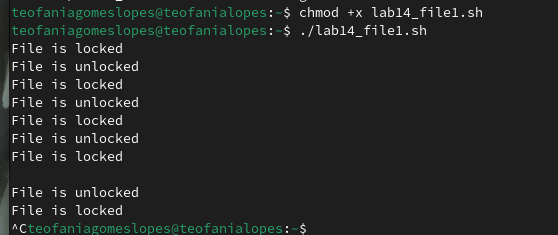 teofaniagomeslopes@teofanialopes:~$ chmod +x lab14_file1.sh
teofaniagomeslopes@teofanialopes:~$ ./lab14_file1.sh
File is locked
File is unlocked
File is locked
File is unlocked
File is locked
File is unlocked
File is locked

File is unlocked
File is locked
^Cteofaniagomeslopes@teofanialopes:~$